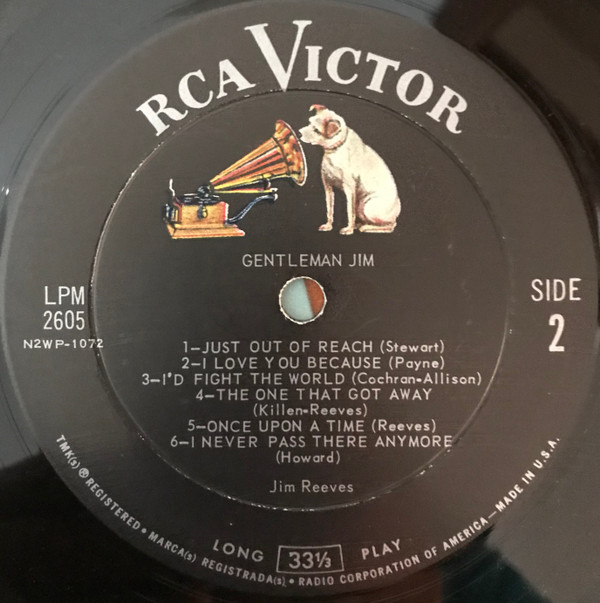 RCA VICTOR
GENTLEMAN JIM
LPM
2605
N2WP-1072
SIDE
2
1-JUST OUT OF REACH (Stewart)
2-I LOVE YOU BECAUSE (Payne)
3-I'D FIGHT THE WORLD (Cochran-Allison)
4-THE ONE THAT GOT AWAY
(Killen-Reeves)
5-ONCE UPON A TIME (Reeves)
6-I NEVER PASS THERE ANYMORE
(Howard)
Jim Reeves
LONG 33⅓ PLAY
TMK(s) ® REGISTERED • MARCA(s) REGISTRADA(s) • RADIO CORPORATION OF AMERICA—MADE IN U.S.A.